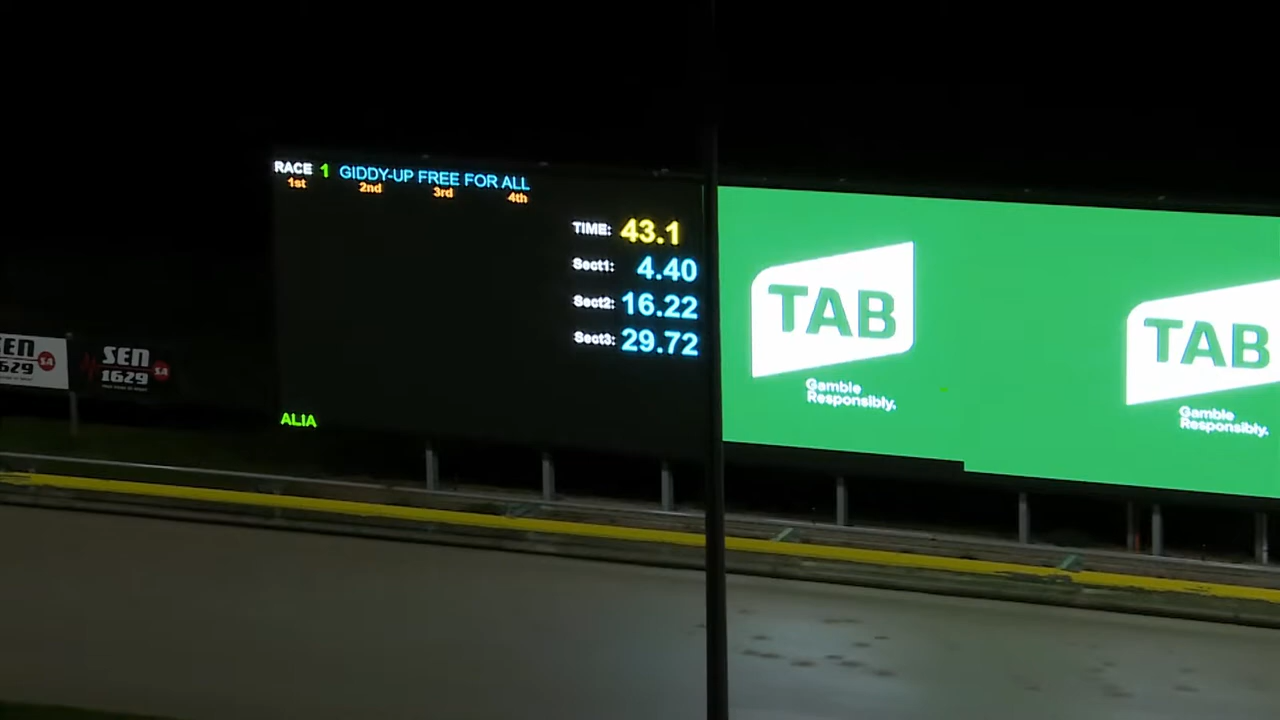 RACE 1 GIDDY-UP FREE FOR ALL
1st 2nd 3rd 4th
TIME: 43.1
Sect1: 4.40
Sect2: 16.22
Sect3: 29.72
ALIA
TAB
Gamble
Responsibly.
TAB
Gamble
Responsibly.
SEN
1629
SA
SEN
1629
SA